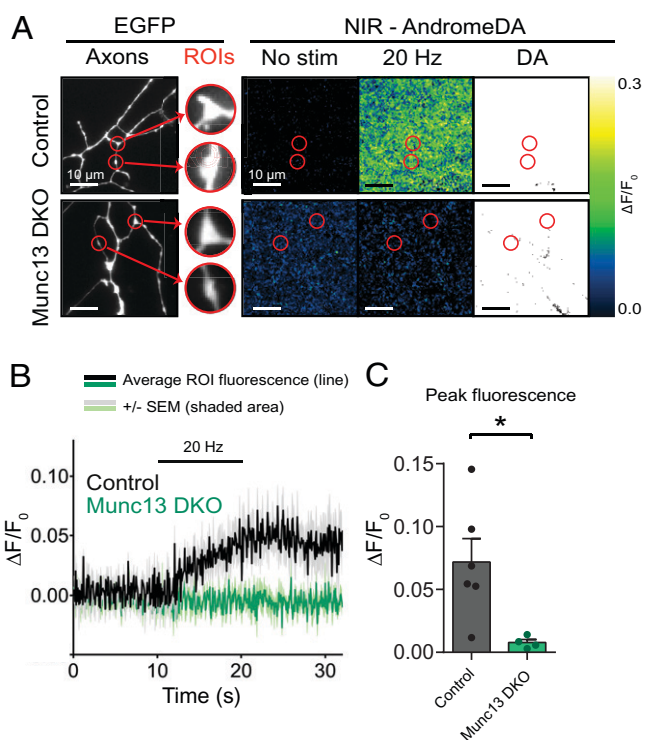 A
EGFP
NIR - AndromeDA
Axons
ROIs
No stim
20 Hz
DA
Control
10 µm
10 µm
0.3
ΔF/F0
0.0
Munc13 DKO
B
Average ROI fluorescence (line)
+/- SEM (shaded area)
20 Hz
Control
Munc13 DKO
ΔF/F0
0.10
0.05
0.00
0
10
20
30
Time (s)
C
Peak fluorescence
*
ΔF/F0
0.15
0.10
0.05
0.00
Control
Munc13 DKO